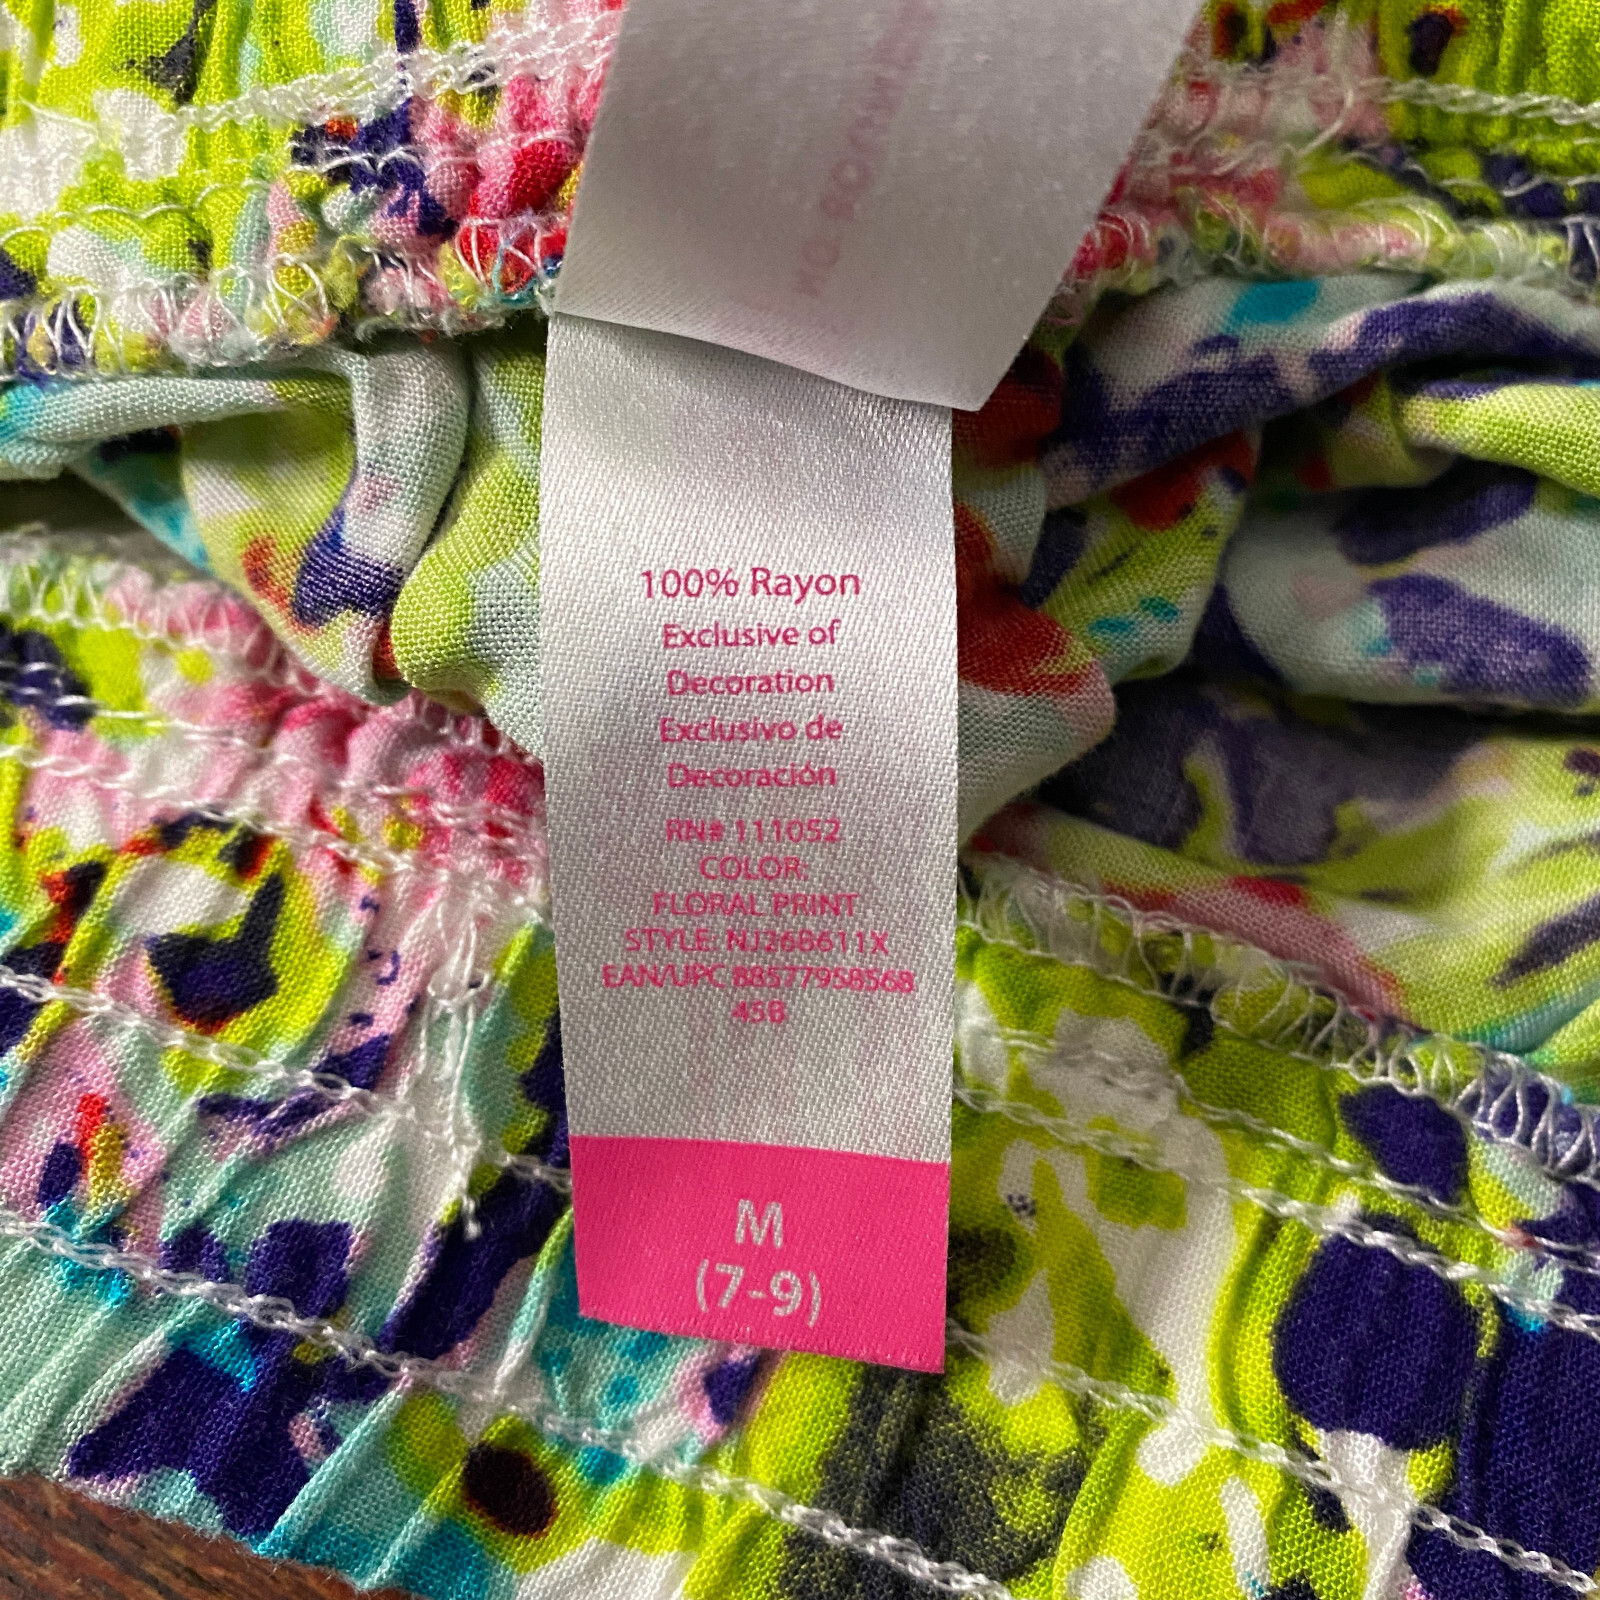 100% Rayon
Exclusive of
Decoration
Exclusivo de
Decoración
RN# 111052
COLOR:
FLORAL PRINT
STYLE: NJ268611X
EAN/UPC 88577958568
458
M
(7-9)